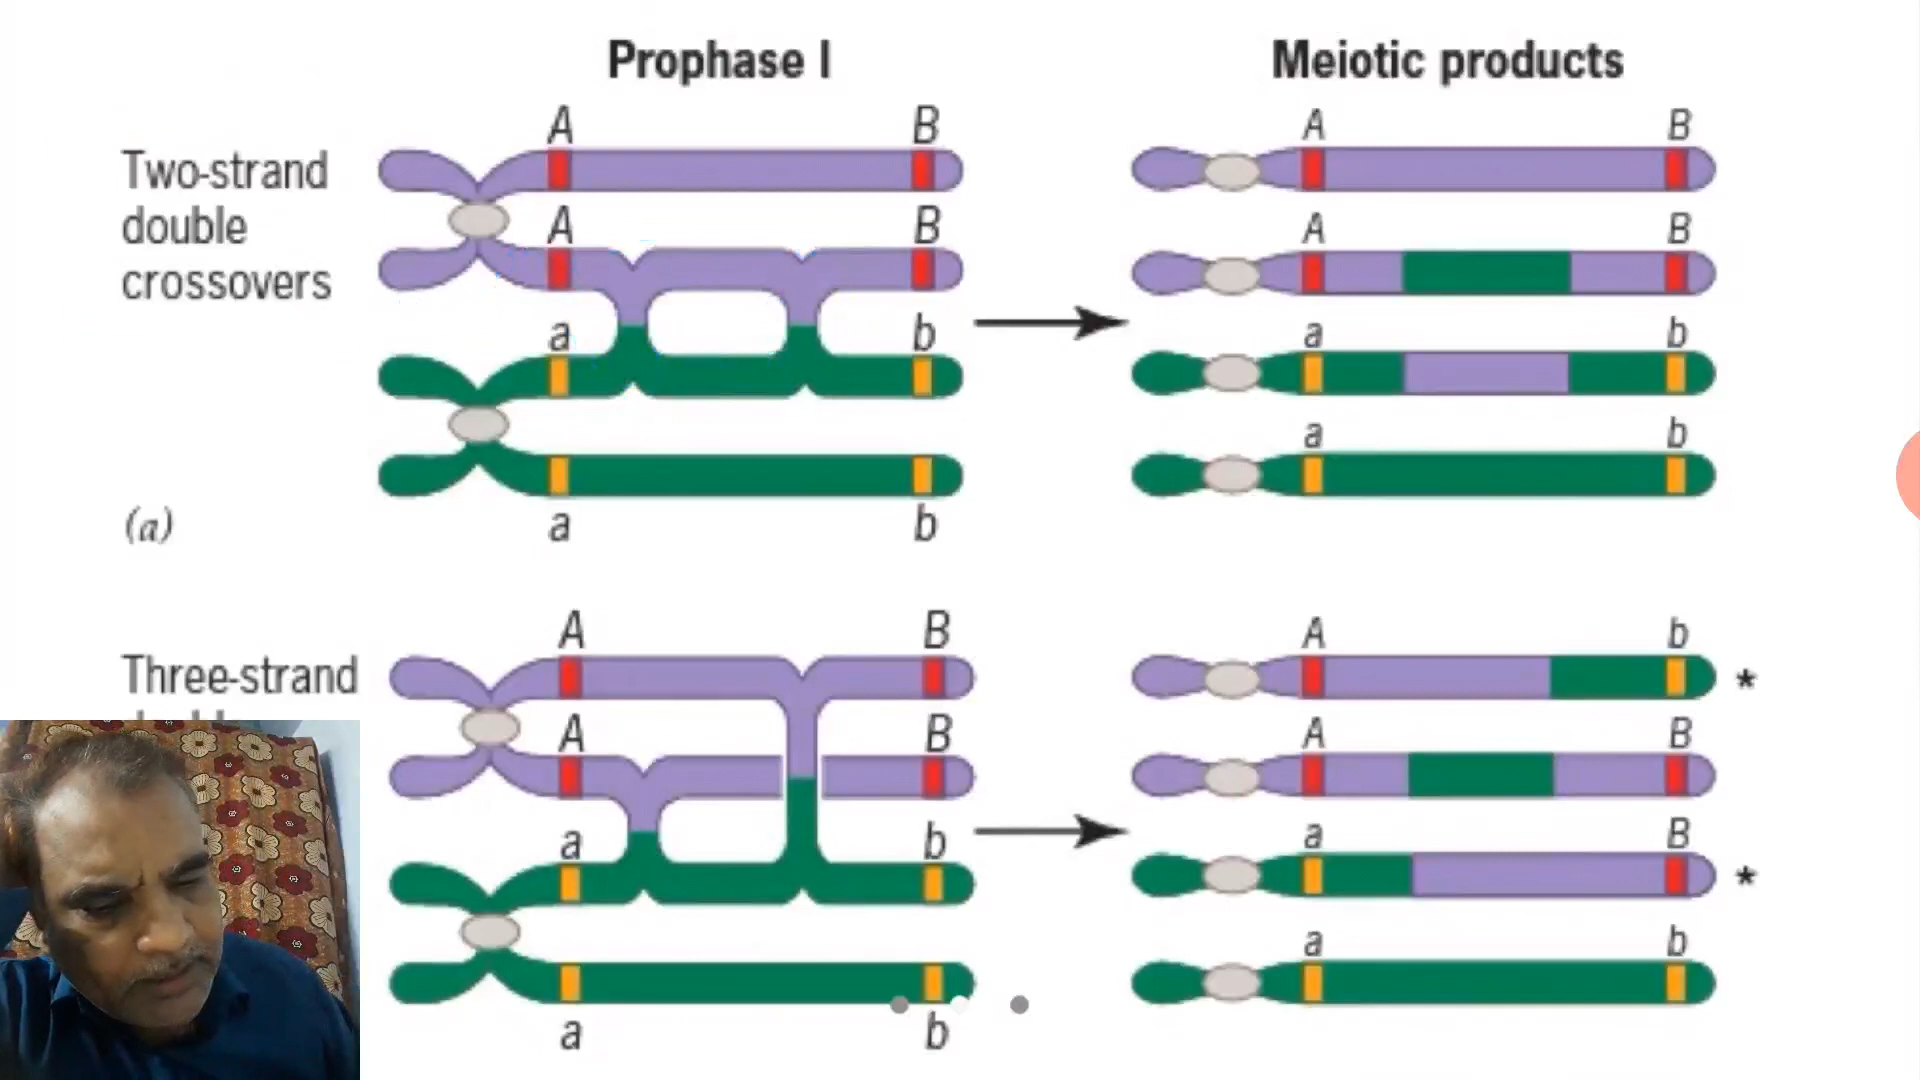 Prophase I
Meiotic products
Two-strand
double
crossovers
A B
A B
a b
a b
A B
A B
a b
a b
(a)
Three-strand
A B
A B
a b
a b
A b
*
A B
a B
*
a b